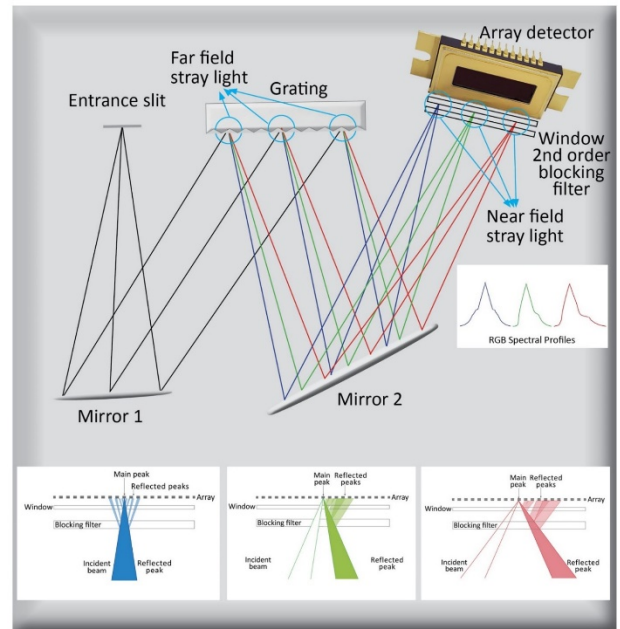 Array detector
Far field
stray light
Grating
Entrance slit
Window
2nd order
blocking
filter
Near field
stray light
RGB Spectral Profiles
Mirror 1
Mirror 2
Main peak
Reflected peaks
Array
Window
Blocking filter
Incident
beam
Reflected
peak
Main
peak
Reflected
peaks
Array
Window
Blocking filter
Incident
beam
Reflected
peak
Main
peak
Reflected
peaks
Array
Window
Blocking filter
Incident
beam
Reflected
peak